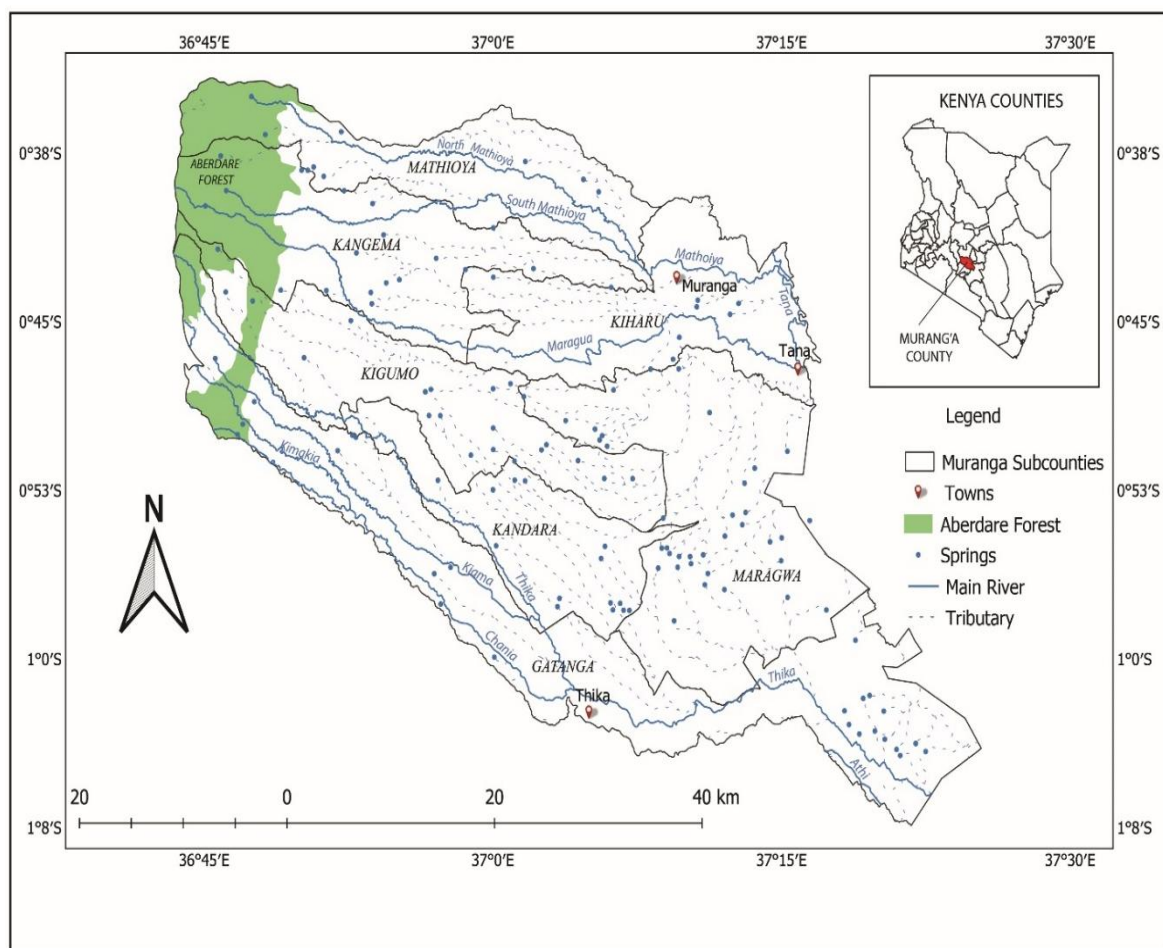 36°45'E 37°0'E 37°15'E 37°30'E
KENYA COUNTIES
0°38'S 0°38'S
ABERDARE
FOREST
North Mathioya
MATHIOYA
South Mathioya
KANGEMA
Mathoiya
Muranga
Tana
MURANG'A
COUNTY
0°45'S 0°45'S
KIHARU
Maragua
Tana
KIGUMO
Legend
Muranga Subcounties
Towns
Aberdare Forest
Springs
Main River
Tributary
Kimakia
0°53'S 0°53'S
N
KANDARA
MARAGWA
Kiama
Thika
Chania
1°0'S 1°0'S
GATANGA
Thika
Thika
Athi
20 0 20 40 km
1°8'S 1°8'S
36°45'E 37°0'E 37°15'E 37°30'E